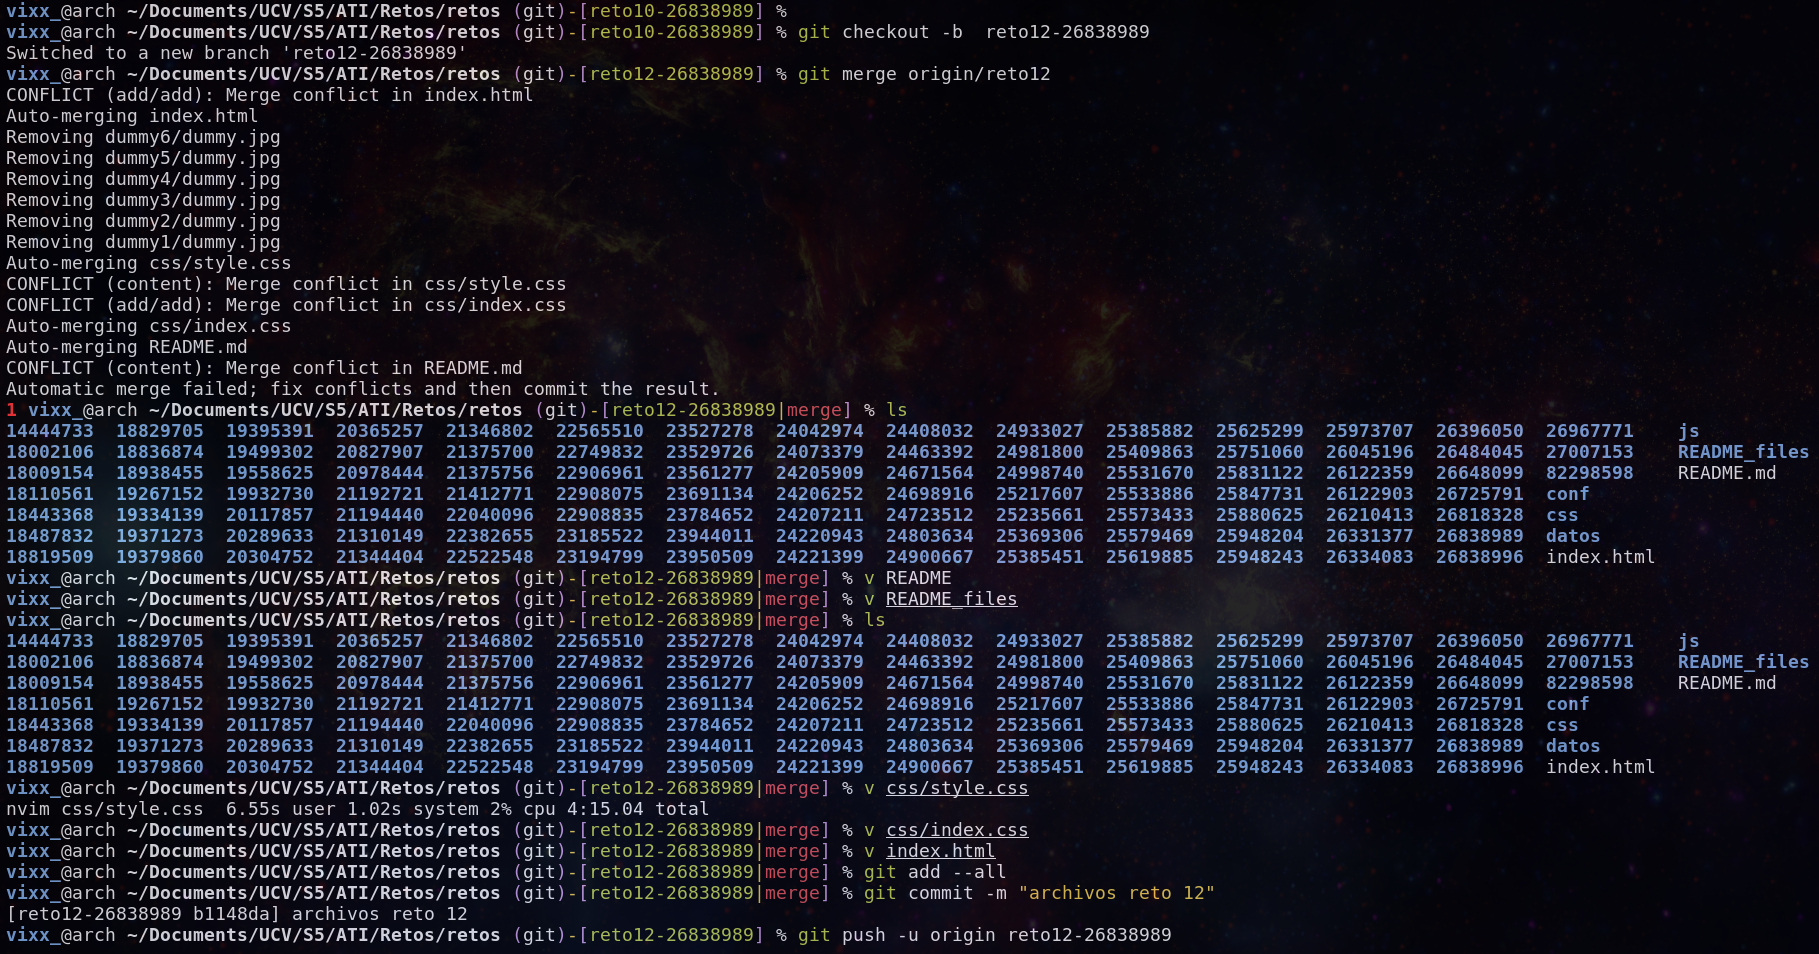 vixx_@arch ~/Documents/UCV/S5/ATI/Retos/retos (git)-[reto10-26838989] %
vixx_@arch ~/Documents/UCV/S5/ATI/Retos/retos (git)-[reto10-26838989] % git checkout -b  reto12-26838989
Switched to a new branch 'reto12-26838989'
vixx_@arch ~/Documents/UCV/S5/ATI/Retos/retos (git)-[reto12-26838989] % git merge origin/reto12
CONFLICT (add/add): Merge conflict in index.html
Auto-merging index.html
Removing dummy6/dummy.jpg
Removing dummy5/dummy.jpg
Removing dummy4/dummy.jpg
Removing dummy3/dummy.jpg
Removing dummy2/dummy.jpg
Removing dummy1/dummy.jpg
Auto-merging css/style.css
CONFLICT (content): Merge conflict in css/style.css
CONFLICT (add/add): Merge conflict in css/index.css
Auto-merging css/index.css
Auto-merging README.md
CONFLICT (content): Merge conflict in README.md
Automatic merge failed; fix conflicts and then commit the result.
1 vixx_@arch ~/Documents/UCV/S5/ATI/Retos/retos (git)-[reto12-26838989|merge] % ls
14444733  18829705  19395391  20365257  21346802  22565510  23527278  24042974  24408032  24933027  25385882  25625299  25973707  26396050  26967771    js
18002106  18836874  19499302  20827907  21375700  22749832  23529726  24073379  24463392  24981800  25409863  25751060  26045196  26484045  27007153    README_files
18009154  18938455  19558625  20978444  21375756  22906961  23561277  24205909  24671564  24998740  25531670  25831122  26122359  26648099  82298598    README.md
18110561  19267152  19932730  21192721  21412771  22908075  23691134  24206252  24698916  25217607  25533886  25847731  26122903  26725791  conf
18443368  19334139  20117857  21194440  22040096  22908835  23784652  24207211  24723512  25235661  25573433  25880625  26210413  26818328  css
18487832  19371273  20289633  21310149  22382655  23185522  23944011  24220943  24803634  25369306  25579469  25948204  26331377  26838989  datos
18819509  19379860  20304752  21344404  22522548  23194799  23950509  24221399  24900667  25385451  25619885  25948243  26334083  26838996  index.html
vixx_@arch ~/Documents/UCV/S5/ATI/Retos/retos (git)-[reto12-26838989|merge] % v README
vixx_@arch ~/Documents/UCV/S5/ATI/Retos/retos (git)-[reto12-26838989|merge] % v README_files
vixx_@arch ~/Documents/UCV/S5/ATI/Retos/retos (git)-[reto12-26838989|merge] % ls
14444733  18829705  19395391  20365257  21346802  22565510  23527278  24042974  24408032  24933027  25385882  25625299  25973707  26396050  26967771    js
18002106  18836874  19499302  20827907  21375700  22749832  23529726  24073379  24463392  24981800  25409863  25751060  26045196  26484045  27007153    README_files
18009154  18938455  19558625  20978444  21375756  22906961  23561277  24205909  24671564  24998740  25531670  25831122  26122359  26648099  82298598    README.md
18110561  19267152  19932730  21192721  21412771  22908075  23691134  24206252  24698916  25217607  25533886  25847731  26122903  26725791  conf
18443368  19334139  20117857  21194440  22040096  22908835  23784652  24207211  24723512  25235661  25573433  25880625  26210413  26818328  css
18487832  19371273  20289633  21310149  22382655  23185522  23944011  24220943  24803634  25369306  25579469  25948204  26331377  26838989  datos
18819509  19379860  20304752  21344404  22522548  23194799  23950509  24221399  24900667  25385451  25619885  25948243  26334083  26838996  index.html
vixx_@arch ~/Documents/UCV/S5/ATI/Retos/retos (git)-[reto12-26838989|merge] % v css/style.css
nvim css/style.css  6.55s user 1.02s system 2% cpu 4:15.04 total
vixx_@arch ~/Documents/UCV/S5/ATI/Retos/retos (git)-[reto12-26838989|merge] % v css/index.css
vixx_@arch ~/Documents/UCV/S5/ATI/Retos/retos (git)-[reto12-26838989|merge] % v index.html
vixx_@arch ~/Documents/UCV/S5/ATI/Retos/retos (git)-[reto12-26838989|merge] % git add --all
vixx_@arch ~/Documents/UCV/S5/ATI/Retos/retos (git)-[reto12-26838989|merge] % git commit -m "archivos reto 12"
[reto12-26838989 b1148da] archivos reto 12
vixx_@arch ~/Documents/UCV/S5/ATI/Retos/retos (git)-[reto12-26838989] % git push -u origin reto12-26838989